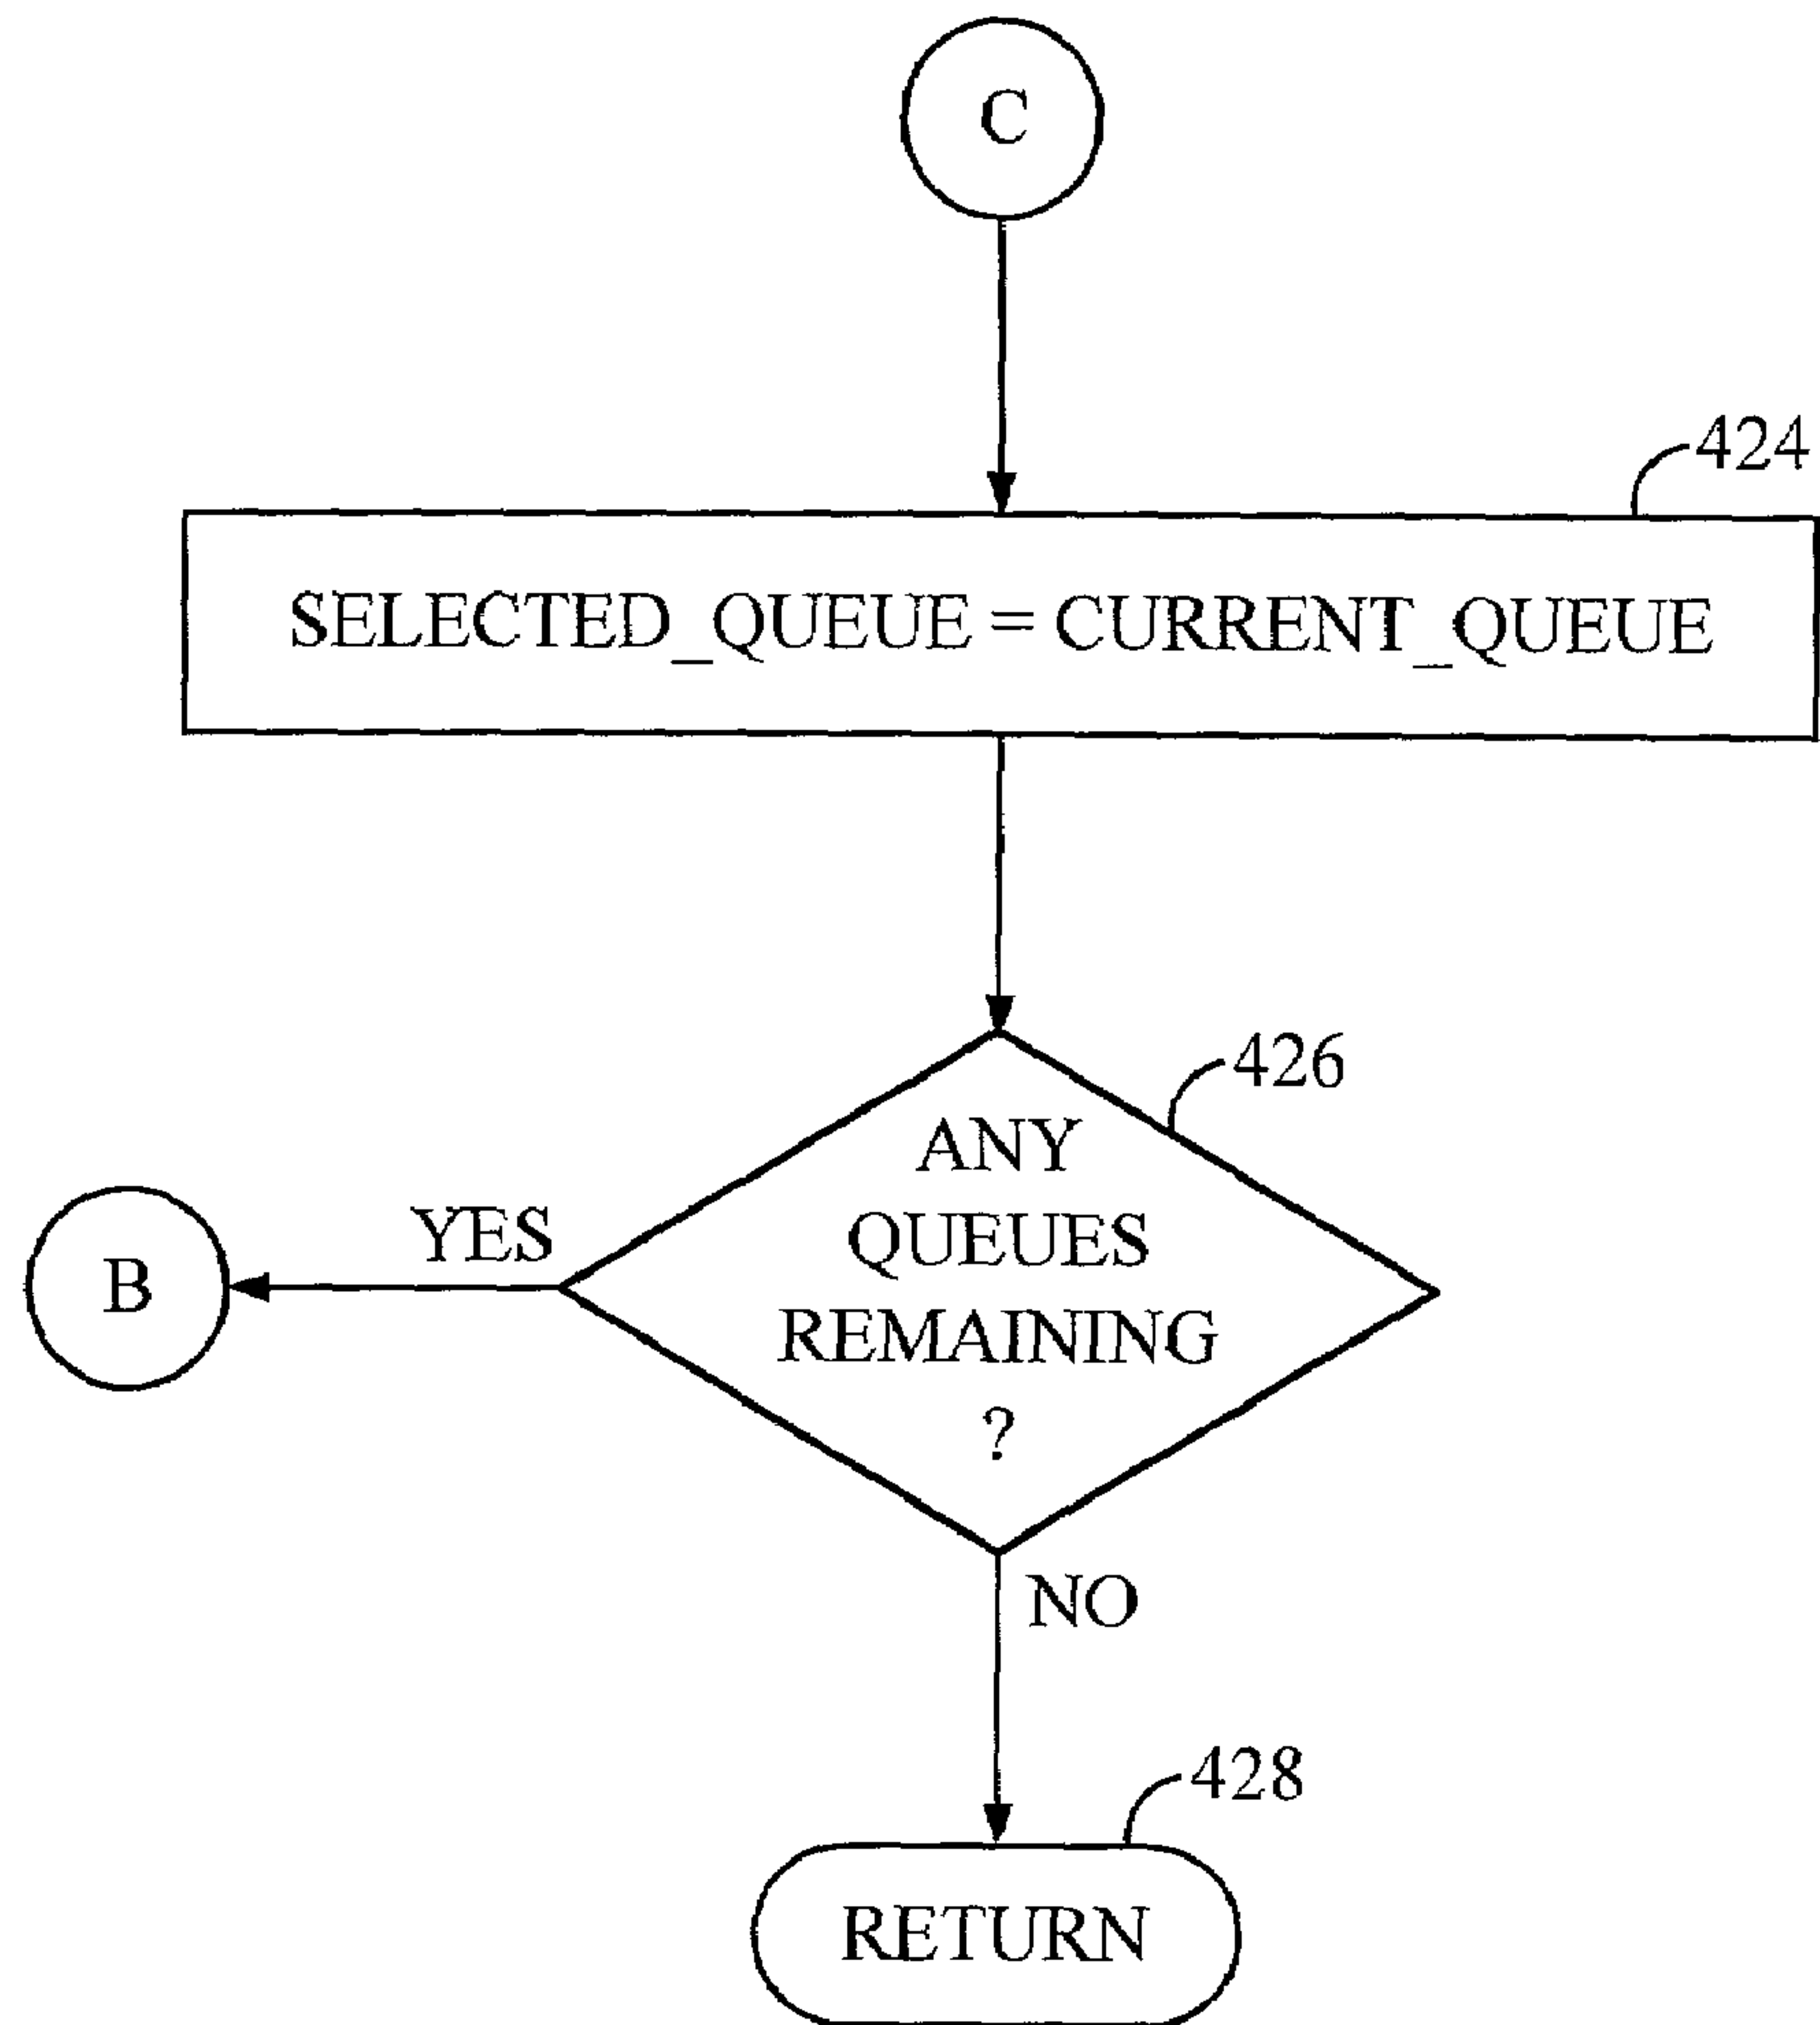 C
424
SELECTED_QUEUE = CURRENT_QUEUE
426
ANY
QUEUES
REMAINING
?
YES
B
NO
428
RETURN